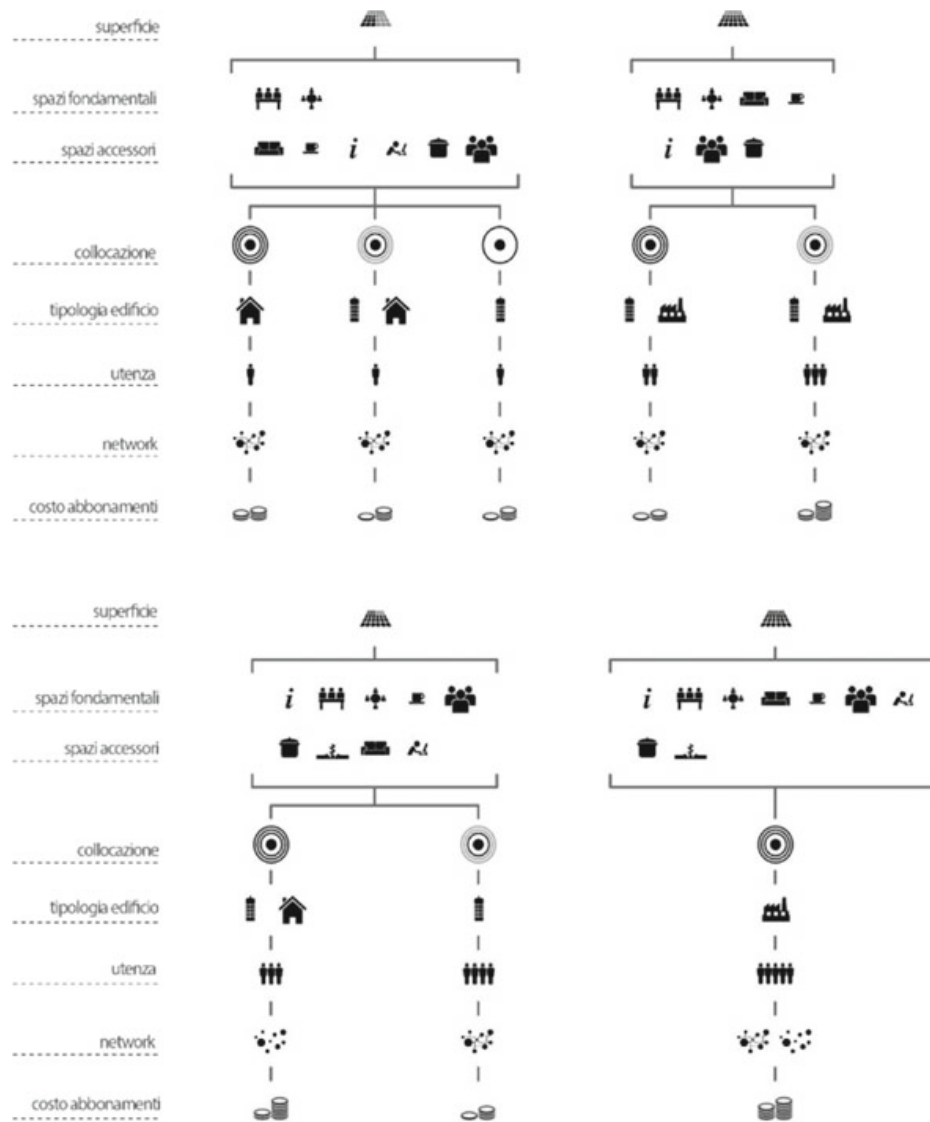 superficie
spazi fondamentali
spazi accessori
i
i
collocazione
tipologia edificio
utenza
network
costo abbonamenti
superficie
spazi fondamentali
i
i
spazi accessori
collocazione
tipologia edificio
utenza
network
costo abbonamenti